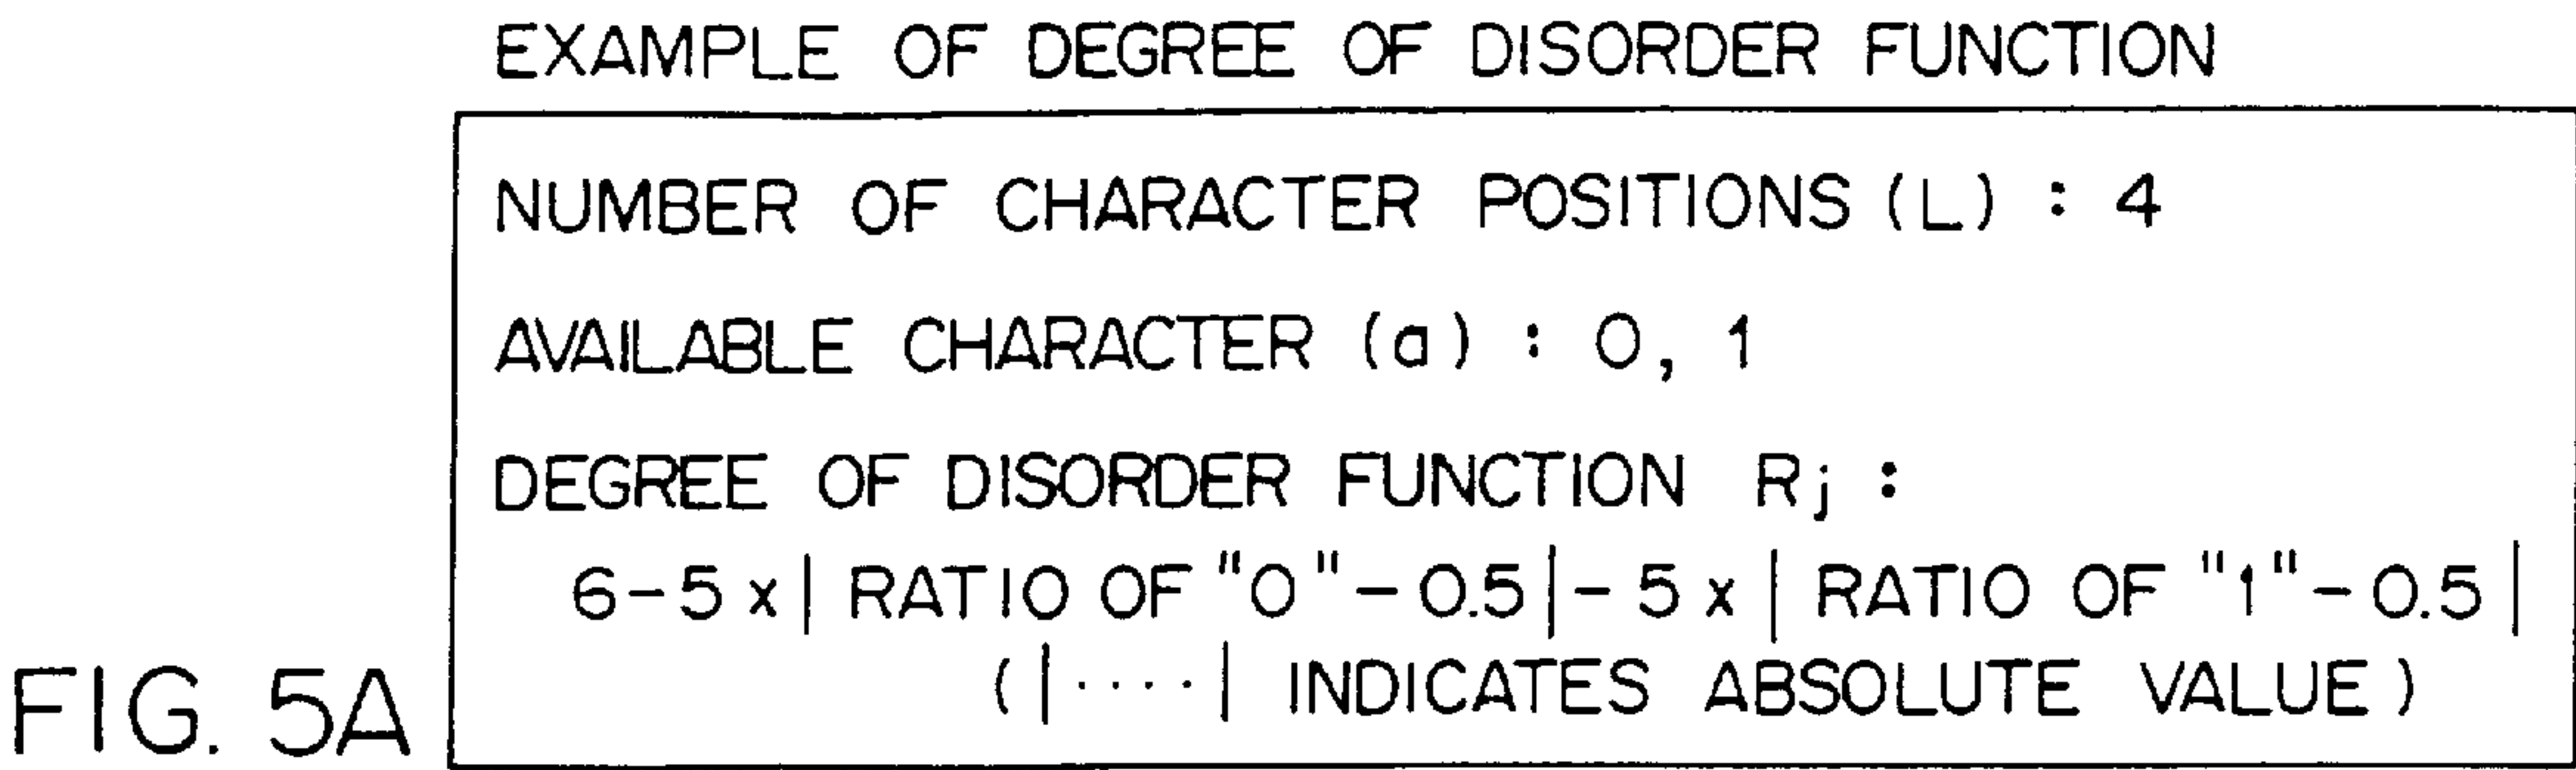 EXAMPLE OF DEGREE OF DISORDER FUNCTION
NUMBER OF CHARACTER POSITIONS (L) : 4
AVAILABLE CHARACTER (a) : 0, 1
DEGREE OF DISORDER FUNCTION Rj :
6-5 x | RATIO OF "0" - 0.5 | - 5 x | RATIO OF "1" - 0.5 |
( | ···· | INDICATES ABSOLUTE VALUE )
FIG. 5A